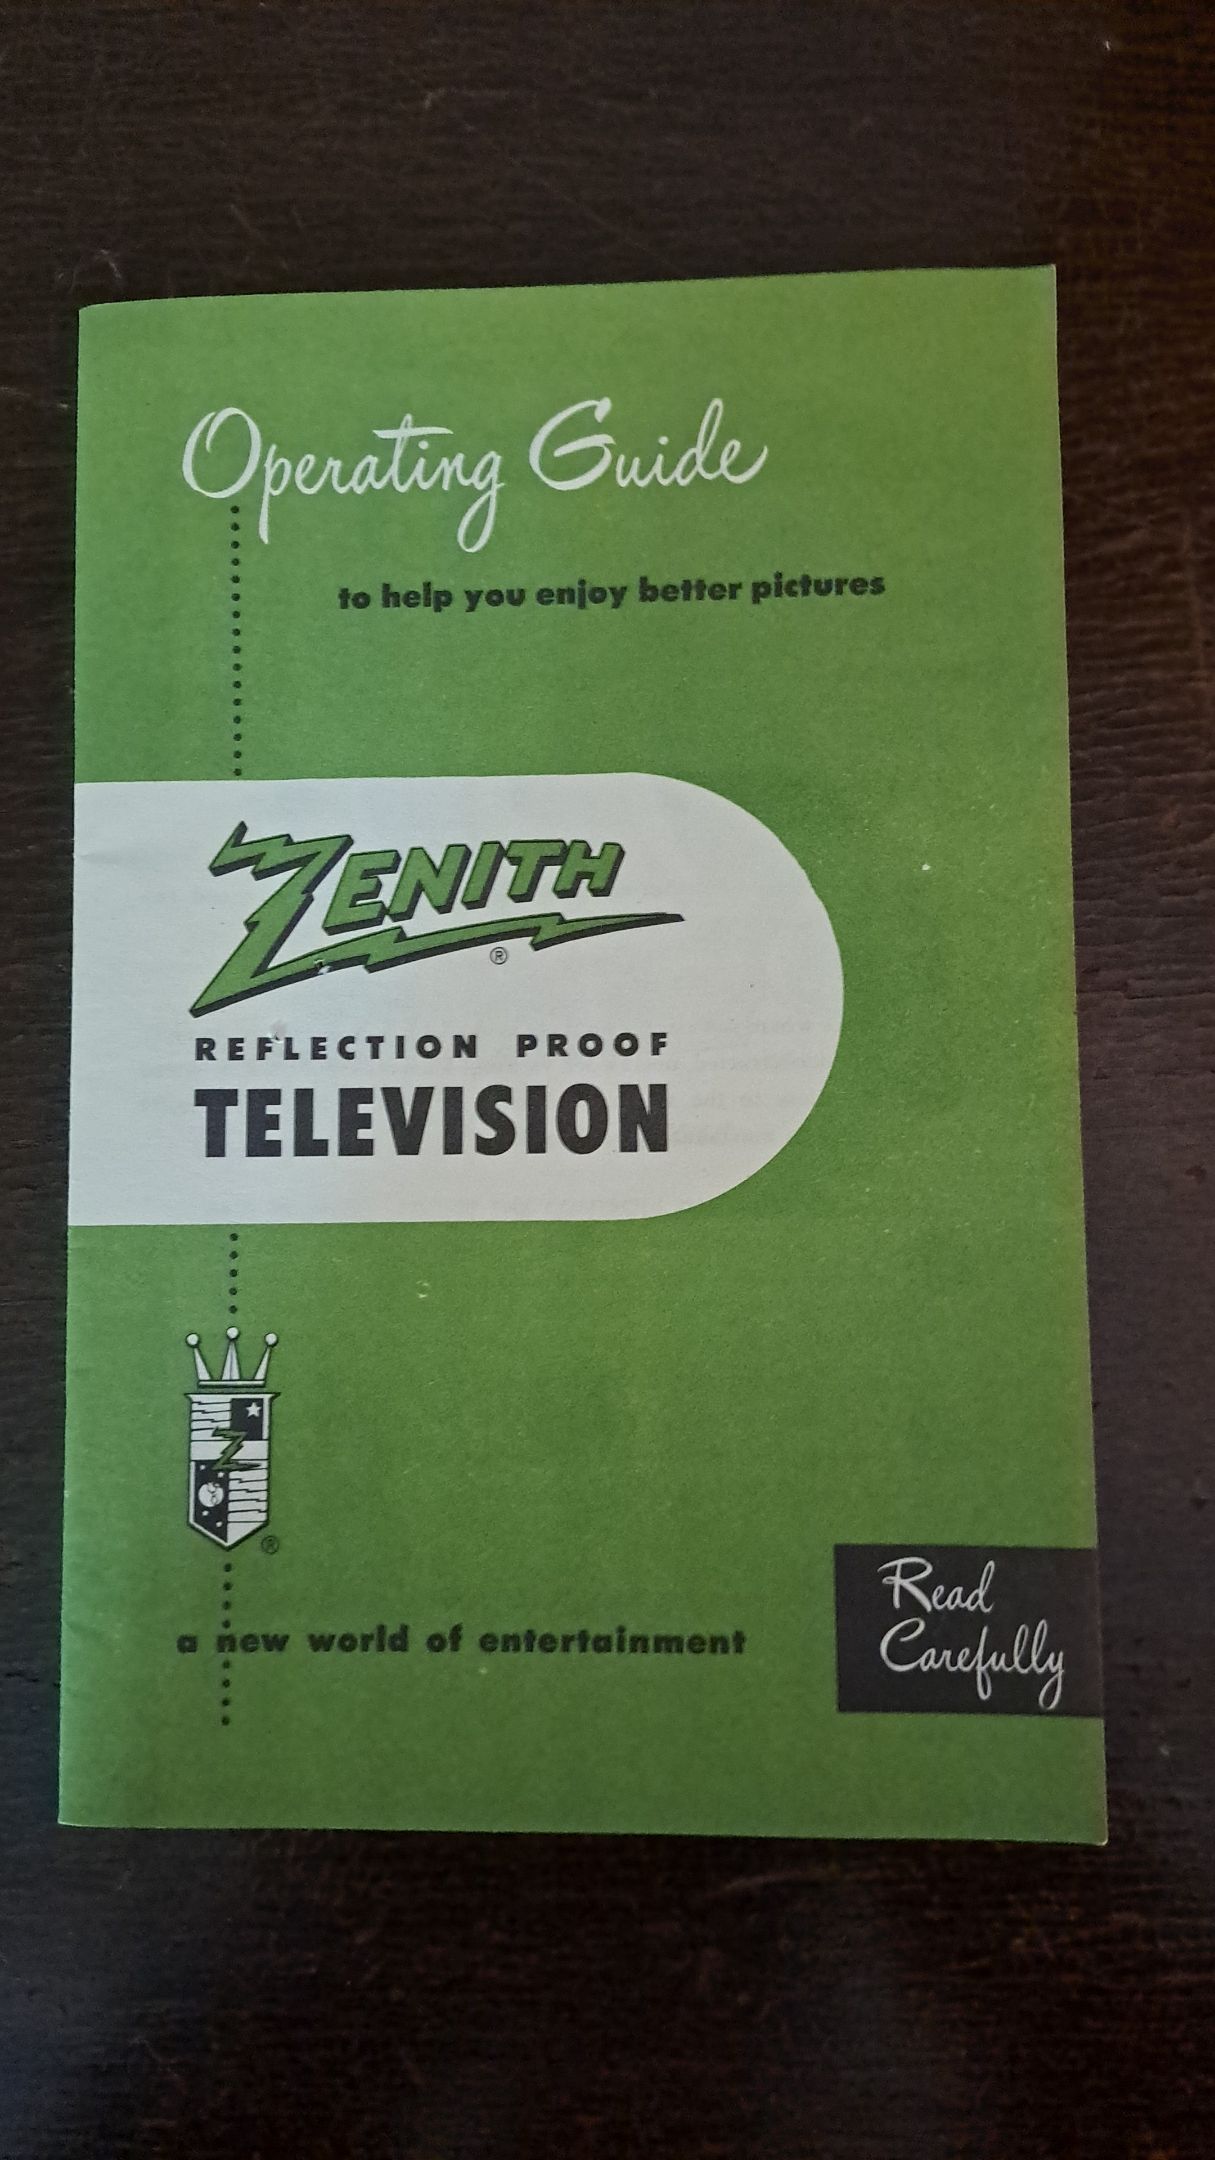 Operating Guide
to help you enjoy better pictures
ZENITH
®
REFLECTION PROOF
TELEVISION
®
a new world of entertainment
Read
Carefully